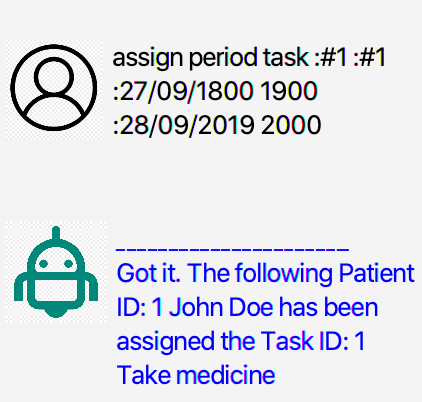 assign period task :#1 :#1
:27/09/1800 1900
:28/09/2019 2000
______________________
Got it. The following Patient
ID: 1 John Doe has been
assigned the Task ID: 1
Take medicine